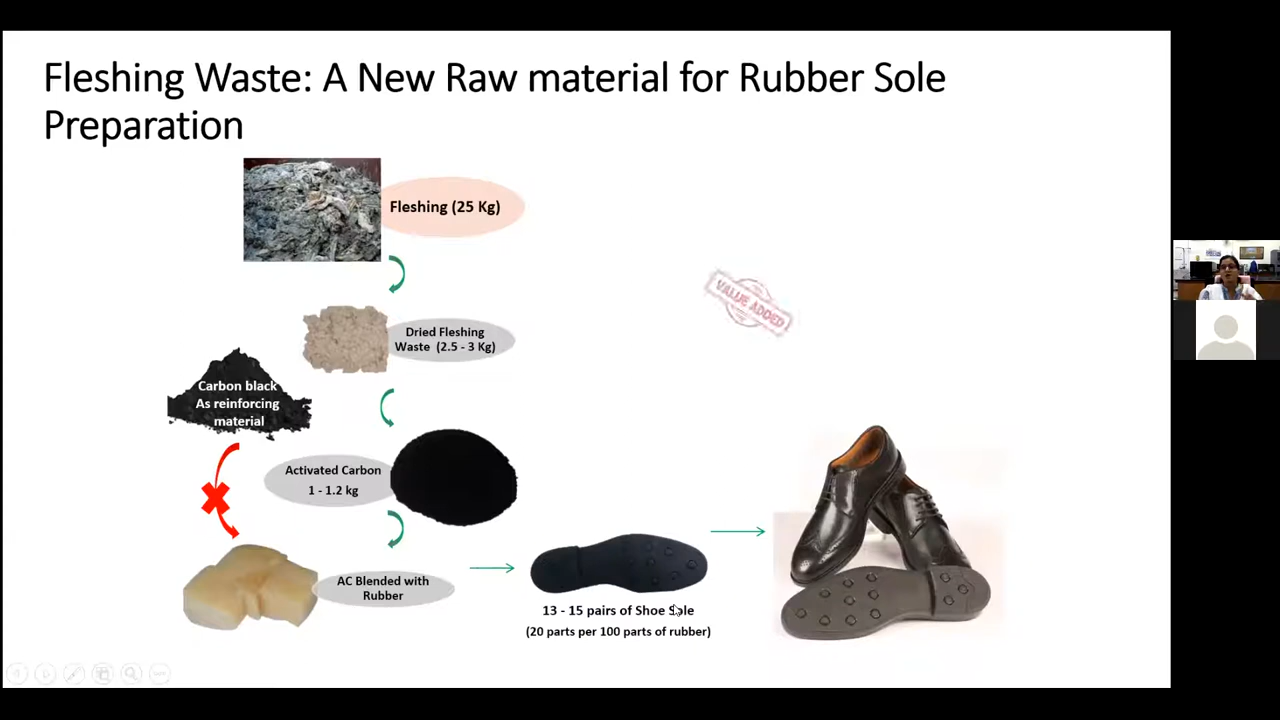 Fleshing Waste: A New Raw material for Rubber Sole
Preparation
Fleshing (25 Kg)
Dried Fleshing
Waste (2.5 - 3 Kg)
Carbon black
As reinforcing
material
Activated Carbon
1 - 1.2 kg
AC Blended with
Rubber
13 - 15 pairs of Shoe Sole
(20 parts per 100 parts of rubber)
VALUE ADDED